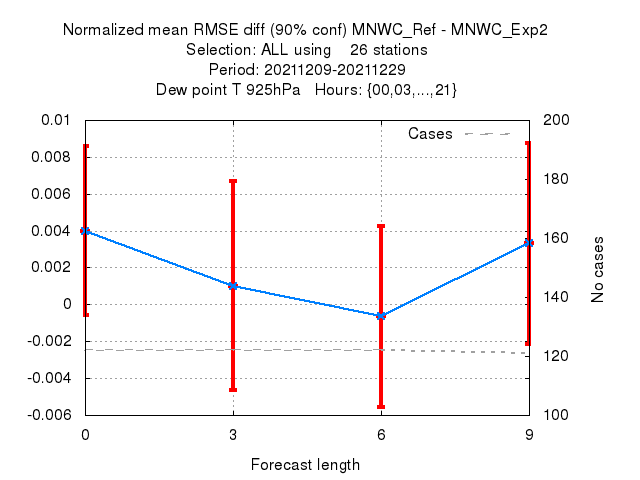 Normalized mean RMSE diff (90% conf) MNWC_Ref - MNWC_Exp2
Selection: ALL using    26 stations
Period: 20211209-20211229
Dew point T 925hPa   Hours: {00,03,...,21}
Cases
0.01
0.008
0.006
0.004
0.002
0
-0.002
-0.004
-0.006
200
180
160
140
120
100
No cases
0 3 6 9
Forecast length